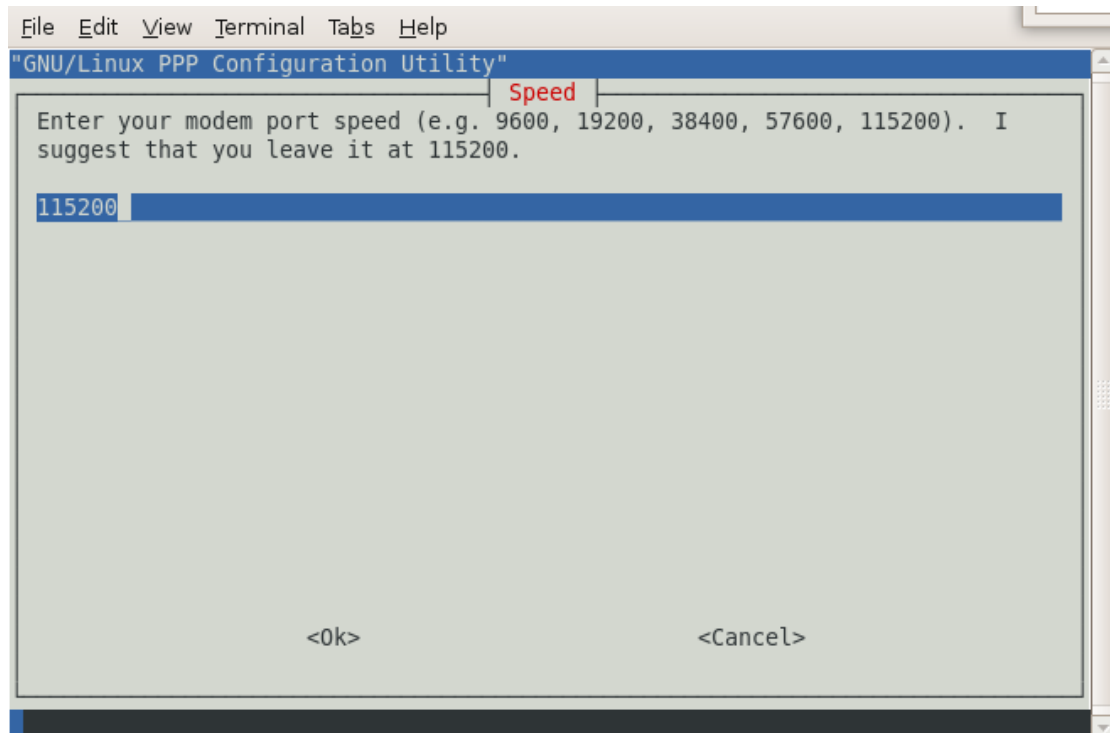 File Edit View Terminal Tabs Help
"GNU/Linux PPP Configuration Utility"
Speed
Enter your modem port speed (e.g. 9600, 19200, 38400, 57600, 115200). I
suggest that you leave it at 115200.
115200
<Ok> <Cancel>